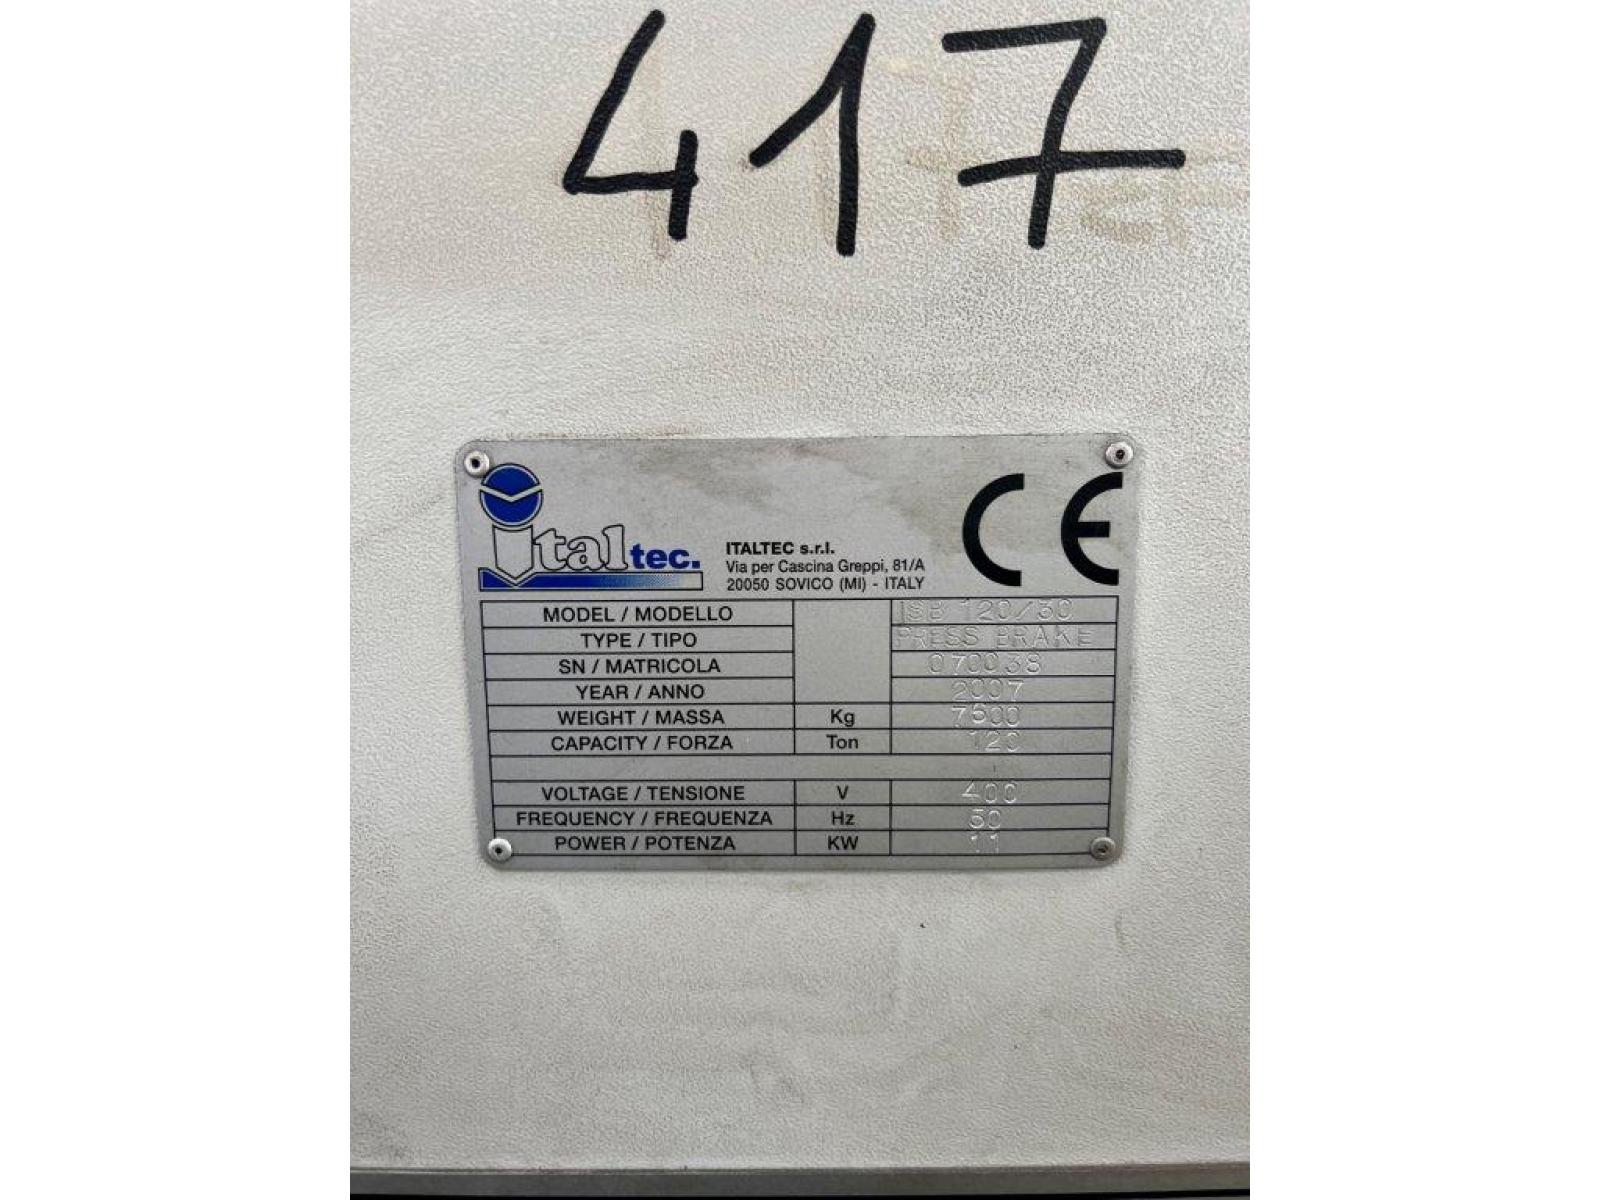 417
italtec.
ITALTEC s.r.l.
Via per Cascina Greppi, 81/A
20050 SOVICO (MI) - ITALY
CE
MODEL / MODELLO ISB 120/30
TYPE / TIPO PRESS BRAKE
SN / MATRICOLA 070038
YEAR / ANNO 2007
WEIGHT / MASSA Kg 7600
CAPACITY / FORZA Ton 120
VOLTAGE / TENSIONE V 400
FREQUENCY / FREQUENZA Hz 50
POWER / POTENZA KW 11